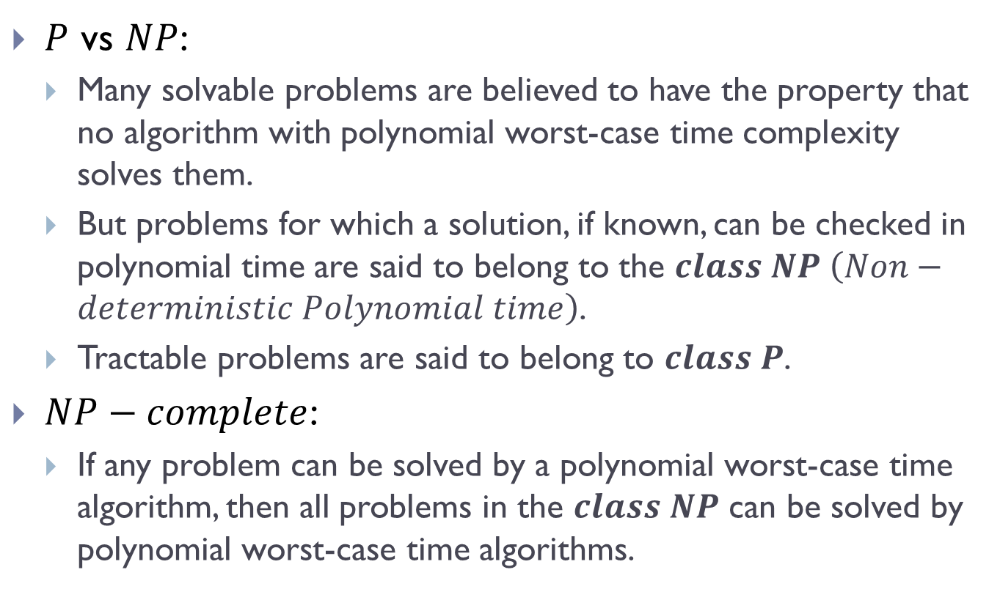 P vs NP:
Many solvable problems are believed to have the property that
no algorithm with polynomial worst-case time complexity
solves them.
But problems for which a solution, if known, can be checked in
polynomial time are said to belong to the class NP (Non −
deterministic Polynomial time).
Tractable problems are said to belong to class P.
NP − complete:
If any problem can be solved by a polynomial worst-case time
algorithm, then all problems in the class NP can be solved by
polynomial worst-case time algorithms.